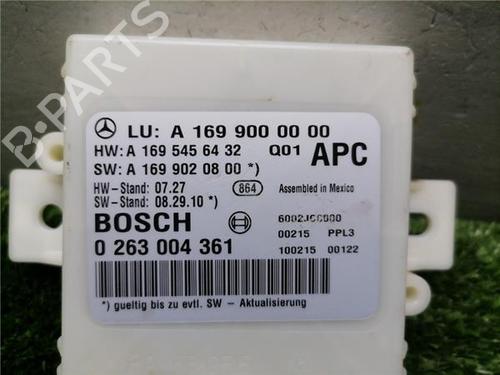 B-PARTS
LU: A 169 900 00 00
HW: A 169 545 64 32 Q01 APC
SW: A 169 902 08 00 *)
HW-Stand: 07.27 864 Assembled in Mexico
SW-Stand: 08.29.10 *)
BOSCH
0 263 004 361
00215 PPL3
100215 00122
*) gueltig bis zu evtl. SW - Aktualisierung